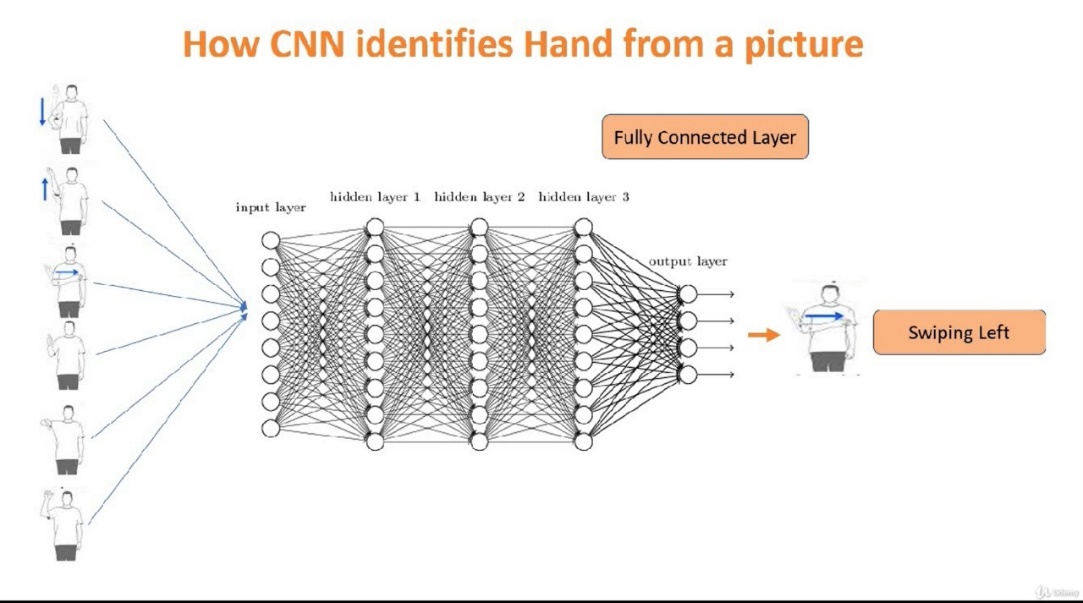 How CNN identifies Hand from a picture
Fully Connected Layer
input layer
hidden layer 1
hidden layer 2
hidden layer 3
output layer
Swiping Left
Udemy